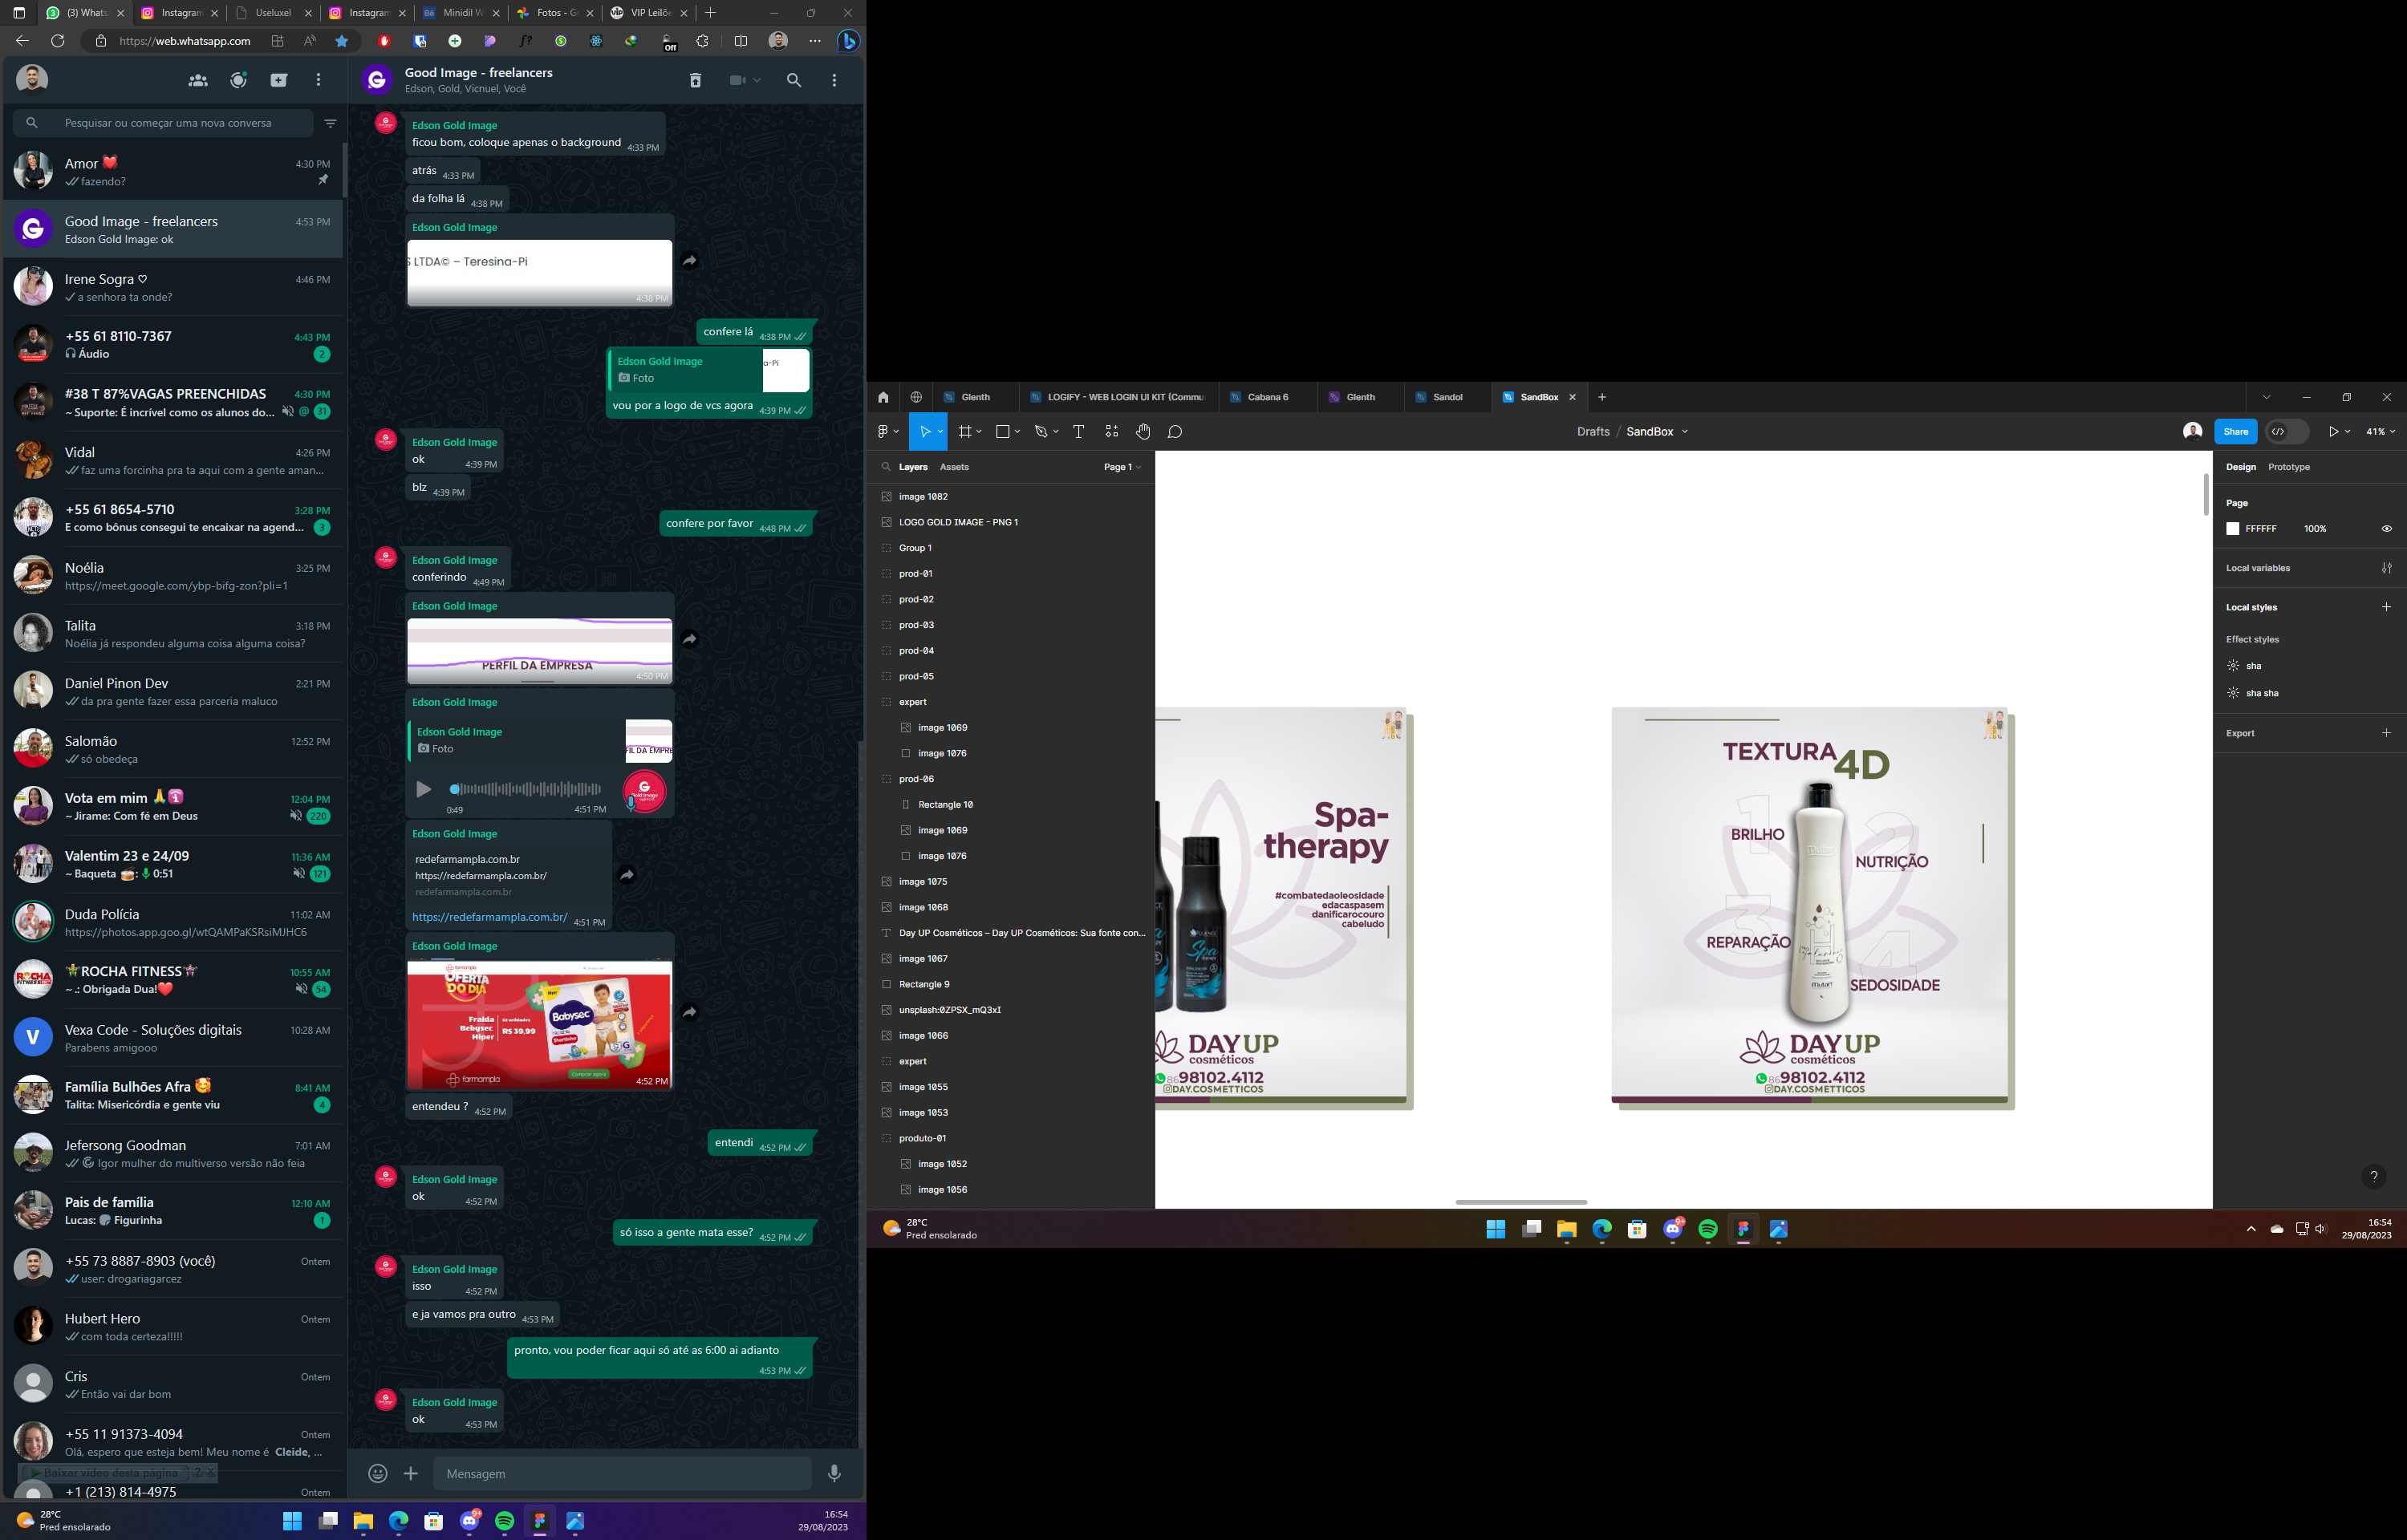 (3) Whats
Instagram
Useluxel
Instagram
Minidil W
Fotos - G
VIP Leilõe
https://web.whatsapp.com
Off
Pesquisar ou começar uma nova conversa
Amor ❤️
4:30 PM
fazendo?
Good Image - freelancers
4:53 PM
Edson Gold Image: ok
Irene Sogra ♡
4:46 PM
a senhora ta onde?
+55 61 8110-7367
4:43 PM
Áudio
2
#38 T 87%VAGAS PREENCHIDAS
4:30 PM
~ Suporte: É incrível como os alunos do...
@ 31
Vidal
4:26 PM
faz uma forcinha pra ta aqui com a gente aman...
+55 61 8654-5710
3:28 PM
E como bônus consegui te encaixar na agend...
3
Noélia
3:25 PM
https://meet.google.com/ybp-bifg-zon?pli=1
Talita
3:18 PM
Noélia já respondeu alguma coisa alguma coisa?
Daniel Pinon Dev
2:21 PM
da pra gente fazer essa parceria maluco
Salomão
12:52 PM
só obedeça
Vota em mim
12:04 PM
~ Jirame: Com fé em Deus
220
Valentim 23 e 24/09
11:36 AM
~ Baqueta 🥁: 0:51
121
Duda Polícia
11:02 AM
https://photos.app.goo.gl/wtQAMPaKSRsiMJHC6
ROCHA FITNESS
10:55 AM
~ .: Obrigada Dua!❤️
54
V
Vexa Code - Soluções digitais
10:28 AM
Parabens amigooo
Família Bulhões Afra 🥰
8:41 AM
Talita: Misericórdia e gente viu
4
Jefersong Goodman
7:01 AM
Igor mulher do multiverso versão não feia
Pais de família
12:10 AM
Lucas: Figurinha
1
+55 73 8887-8903 (você)
Ontem
user: drogariagarcez
Hubert Hero
Ontem
com toda certeza!!!!!
Cris
Ontem
Então vai dar bom
+55 11 91373-4094
Ontem
Olá, espero que esteja bem! Meu nome é Cleide, ...
Baixar vídeo desta página ? X
+1 (213) 814-4975
Ontem
Good Image - freelancers
Edson, Gold, Vicnuel, Você
Edson Gold Image
ficou bom, coloque apenas o background
4:33 PM
atrás
4:33 PM
da folha lá
4:38 PM
Edson Gold Image
S LTDA© – Teresina-Pi
4:38 PM
confere lá
4:38 PM
Edson Gold Image
Foto
a-Pi
vou por a logo de vcs agora
4:39 PM
Edson Gold Image
ok
4:39 PM
blz
4:39 PM
confere por favor
4:48 PM
Edson Gold Image
conferindo
4:49 PM
Edson Gold Image
PERFIL DA EMPRESA
4:50 PM
Edson Gold Image
Edson Gold Image
Foto
FIL DA EMPRE
0:49
4:51 PM
Edson Gold Image
redefarmampla.com.br
https://redefarmampla.com.br/
redefarmampla.com.br
https://redefarmampla.com.br/
4:51 PM
Edson Gold Image
farmampla
OFERTA
DO DIA
Fralda
Babysec
Hiper
R$ 39,99
Babysec
farmampla
Comprar agora
4:52 PM
entendeu ?
4:52 PM
entendi
4:52 PM
Edson Gold Image
ok
4:52 PM
só isso a gente mata esse?
4:52 PM
Edson Gold Image
isso
4:52 PM
e ja vamos pra outro
4:53 PM
pronto, vou poder ficar aqui só até as 6:00 ai adianto
4:53 PM
Edson Gold Image
ok
4:53 PM
Mensagem
28°C
Pred ensolarado
16:54
29/08/2023
Glenth
LOGIFY - WEB LOGIN UI KIT (Commu
Cabana 6
Glenth
Sandol
SandBox
Drafts / SandBox
Share
41%
Layers
Assets
Page 1
image 1082
LOGO GOLD IMAGE - PNG 1
Group 1
prod-01
prod-02
prod-03
prod-04
prod-05
expert
image 1069
image 1076
prod-06
Rectangle 10
image 1069
image 1076
image 1075
image 1068
Day UP Cosméticos – Day UP Cosméticos: Sua fonte con...
image 1067
Rectangle 9
unsplash:0ZPSX_mQ3xI
image 1066
expert
image 1055
image 1053
produto-01
image 1052
image 1056
Spa-
therapy
#combatedaoleosidade
edacaspasem
danificarocouro
cabeludo
Spa
DAY UP
cosméticos
86 98102.4112
@DAY.COSMETTICOS
TEXTURA
4D
1
BRILHO
2
NUTRIÇÃO
3
REPARAÇÃO
4
SEDOSIDADE
mutari
DAY UP
cosméticos
86 98102.4112
@DAY.COSMETTICOS
Design
Prototype
Page
FFFFFF
100%
Local variables
Local styles
Effect styles
sha
sha sha
Export
?
28°C
Pred ensolarado
16:54
29/08/2023